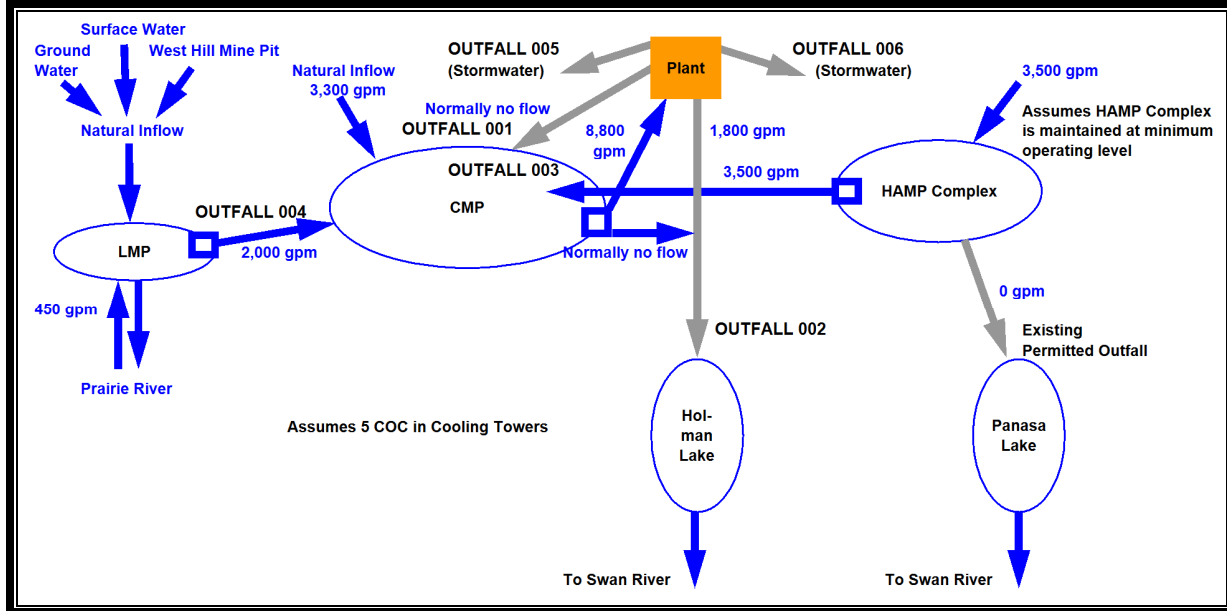 Surface Water
Ground
Water
West Hill Mine Pit
Natural Inflow
Natural Inflow
3,300 gpm
OUTFALL 005
(Stormwater)
Plant
OUTFALL 006
(Stormwater)
3,500 gpm
Assumes HAMP Complex
is maintained at minimum
operating level
Normally no flow
OUTFALL 001
8,800
gpm
1,800 gpm
OUTFALL 003
3,500 gpm
CMP
HAMP Complex
OUTFALL 004
2,000 gpm
LMP
Normally no flow
450 gpm
Prairie River
0 gpm
OUTFALL 002
Existing
Permitted Outfall
Assumes 5 COC in Cooling Towers
Hol-
man
Lake
Panasa
Lake
To Swan River
To Swan River